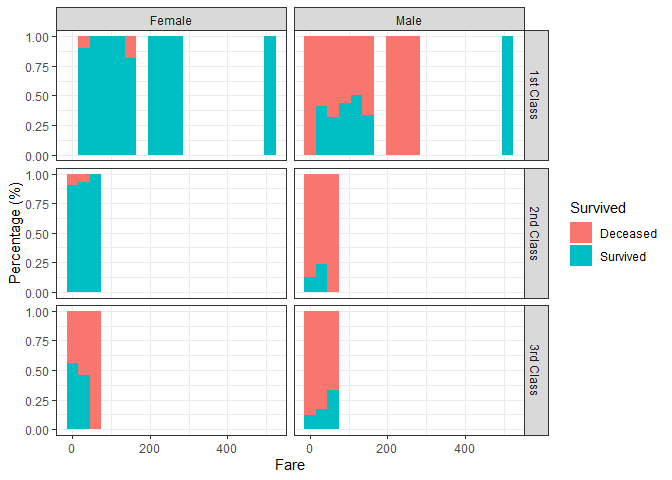 Female
Male
1.00
0.75
0.50
0.25
0.00
1st Class
1.00
0.75
0.50
0.25
0.00
2nd Class
1.00
0.75
0.50
0.25
0.00
3rd Class
0
200
400
0
200
400
Fare
Percentage (%)
Survived
Deceased
Survived